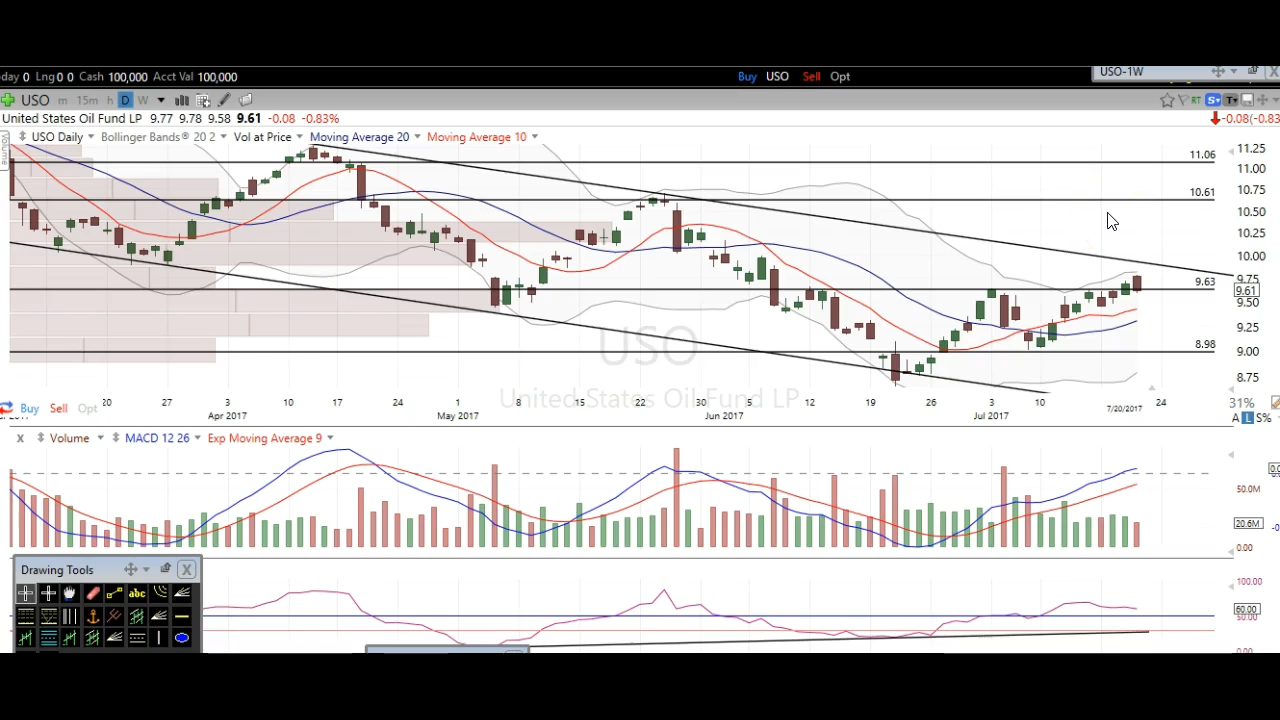 USO-1W
day 0 Lng 0 0 Cash 100,000 Acct Val 100,000 Buy USO Sell Opt
USO m 15m h D W RT S T
United States Oil Fund LP 9.77 9.78 9.58 9.61 -0.08 -0.83% -0.08(-0.83
USO Daily Bollinger Bands® 20 2 Vol at Price Moving Average 20 Moving Average 10
Volume
11.25
11.06
11.00
10.75
10.61
10.50
10.25
10.00
9.75
9.63
9.61
9.50
9.25
8.98
9.00
8.75
USO
United States Oil Fund LP
20 27 10 17 24 8 15 22 30 12 19 26 3 10 24
Apr 2017 May 2017 Jun 2017 Jul 2017 7/20/2017
Buy Sell Opt
31%
A L S%
X Volume MACD 12 26 Exp Moving Average 9
50.0M
20.6M
0.00
Drawing Tools X
abc
100.00
60.00
50.00
0.00